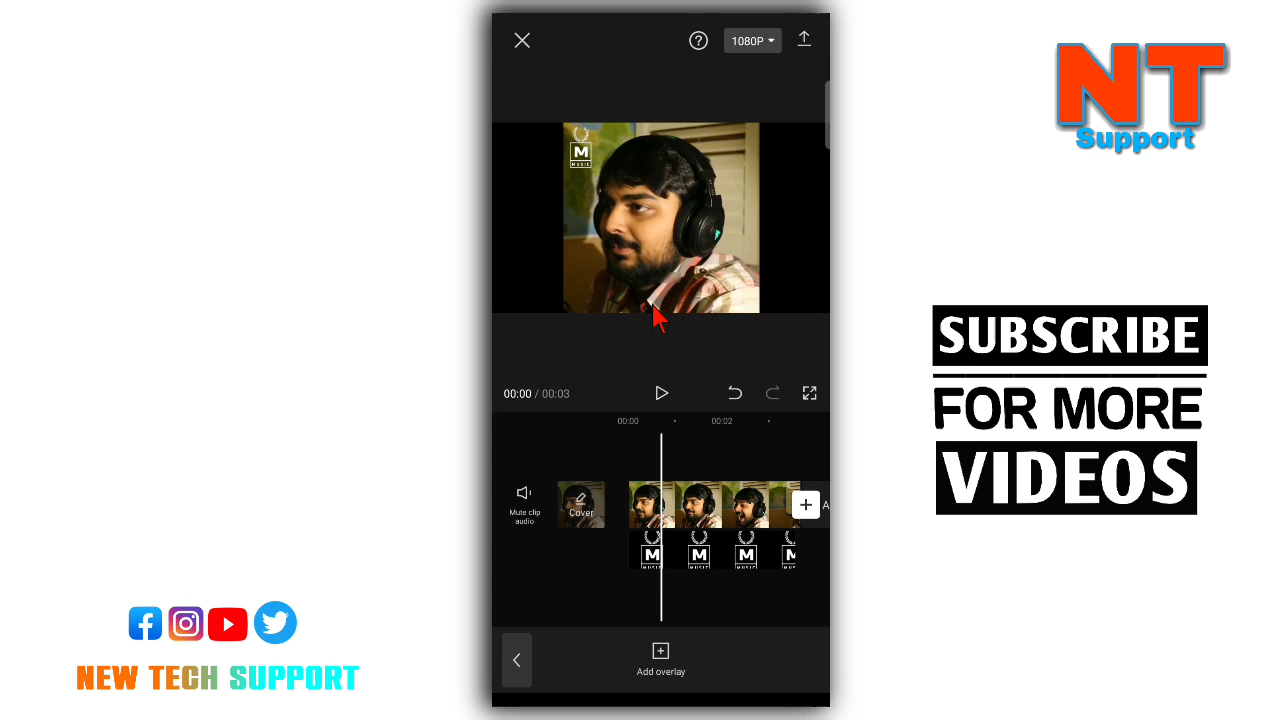 1080P
M
MUSIC
NT
Support
SUBSCRIBE
FOR MORE
VIDEOS
00:00 / 00:03
00:00
00:02
Mute clip
audio
Cover
A
M
M
M
M
Add overlay
NEW TECH SUPPORT